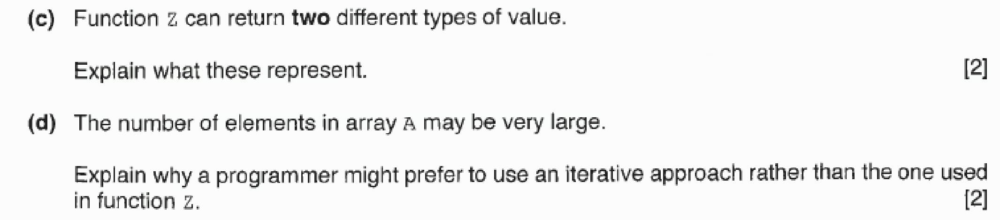 (c) Function Z can return two different types of value.
Explain what these represent. [2]
(d) The number of elements in array A may be very large.
Explain why a programmer might prefer to use an iterative approach rather than the one used
in function Z. [2]